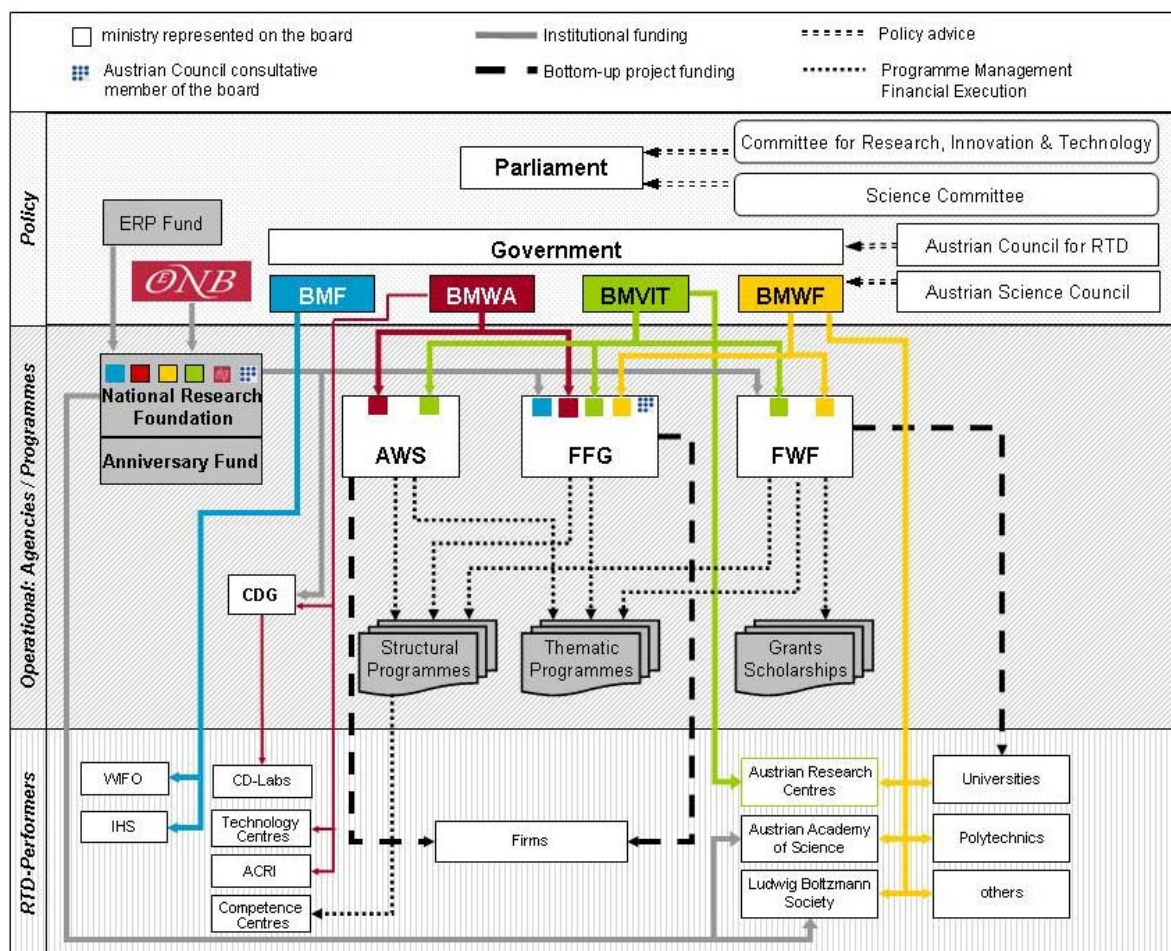 ministry represented on the board
Institutional funding
Policy advice
Austrian Council consultative
member of the board
Bottom-up project funding
Programme Management
Financial Execution
Policy
Committee for Research, Innovation & Technology
Parliament
Science Committee
ERP Fund
Government
Austrian Council for RTD
OENB
BMF
BMWA
BMVIT
BMWF
Austrian Science Council
Operational: Agencies / Programmes
National Research
Foundation
Anniversary Fund
AWS
FFG
FWF
CDG
Structural
Programmes
Thematic
Programmes
Grants
Scholarships
RTD-Performers
WIFO
IHS
CD-Labs
Technology
Centres
ACRI
Competence
Centres
Firms
Austrian Research
Centres
Austrian Academy
of Science
Ludwig Boltzmann
Society
Universities
Polytechnics
others